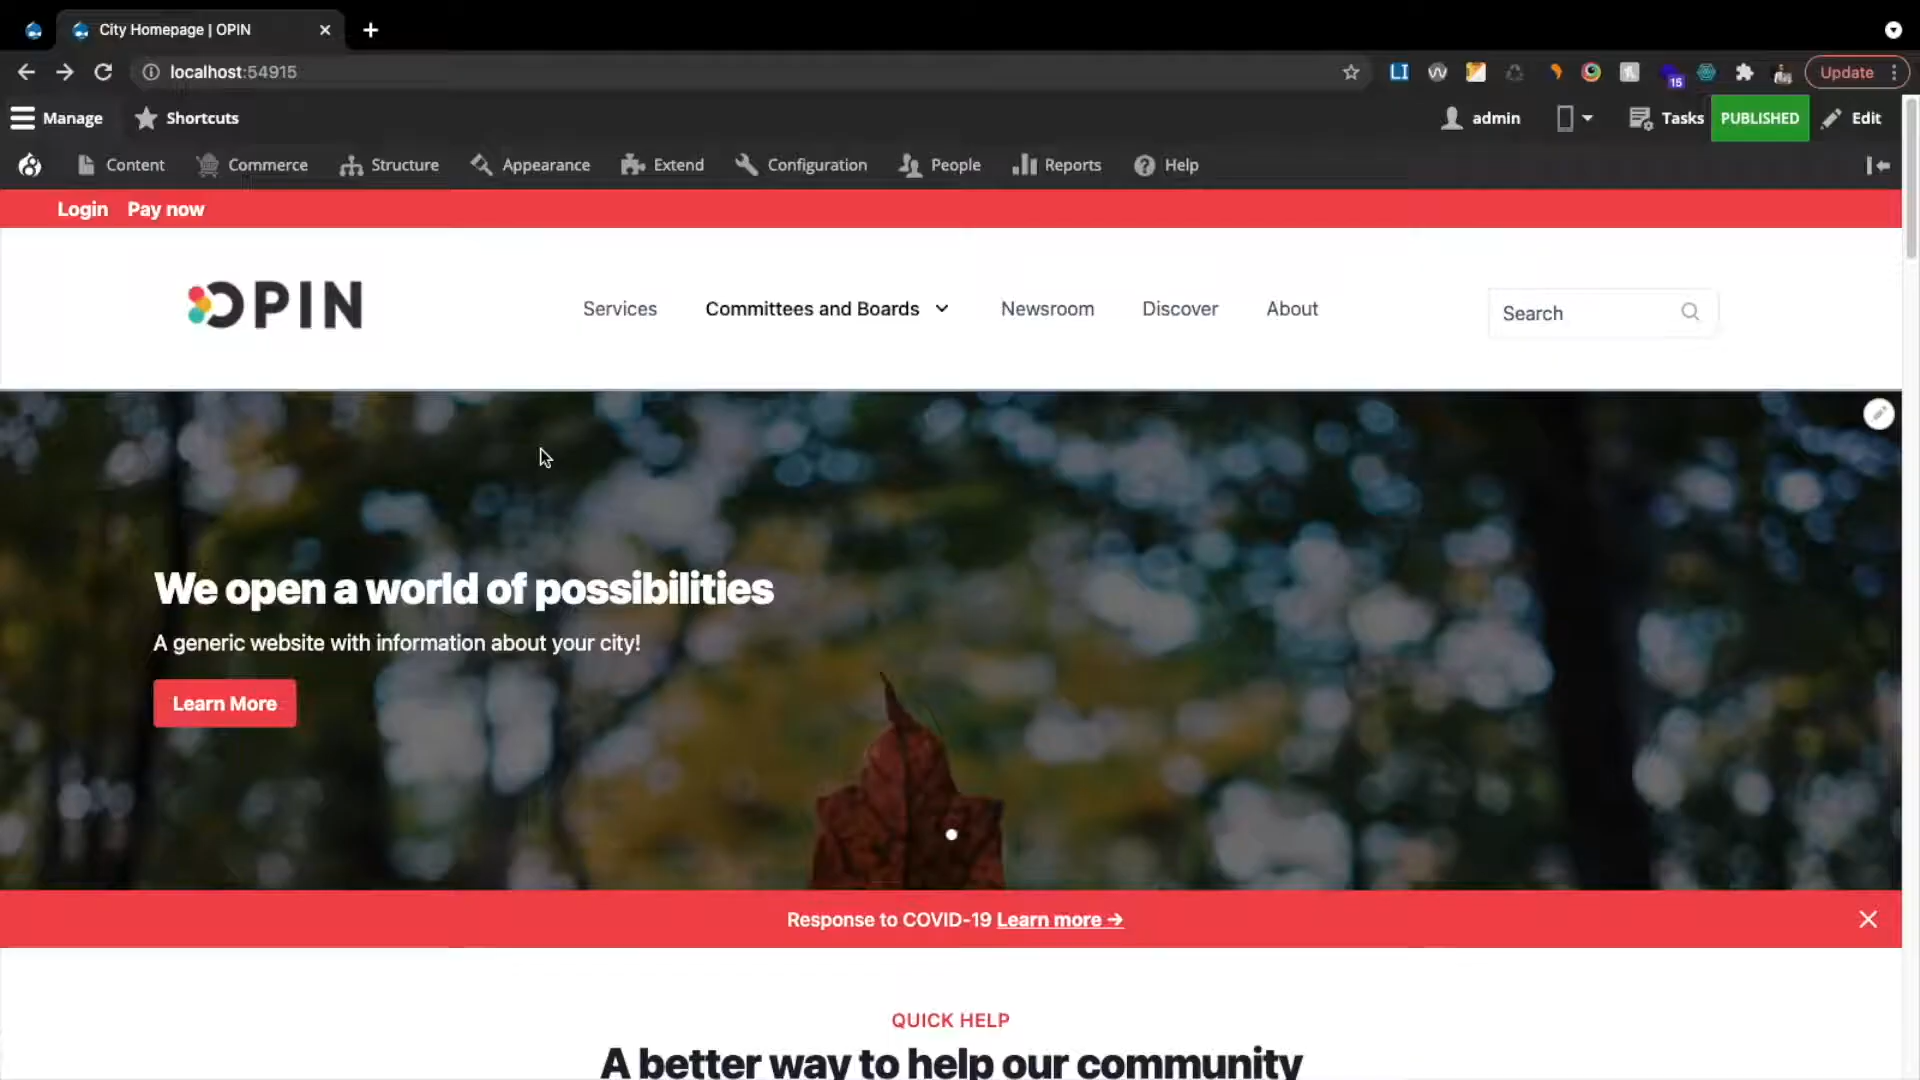 City Homepage | OPIN
localhost:54915
15
Update
Manage Shortcuts
admin Tasks PUBLISHED Edit
Content Commerce Structure Appearance Extend Configuration People Reports Help
Login Pay now
OPIN
Services Committees and Boards Newsroom Discover About
Search
We open a world of possibilities
A generic website with information about your city!
Learn More
Response to COVID-19 Learn more →
QUICK HELP
A better way to help our community